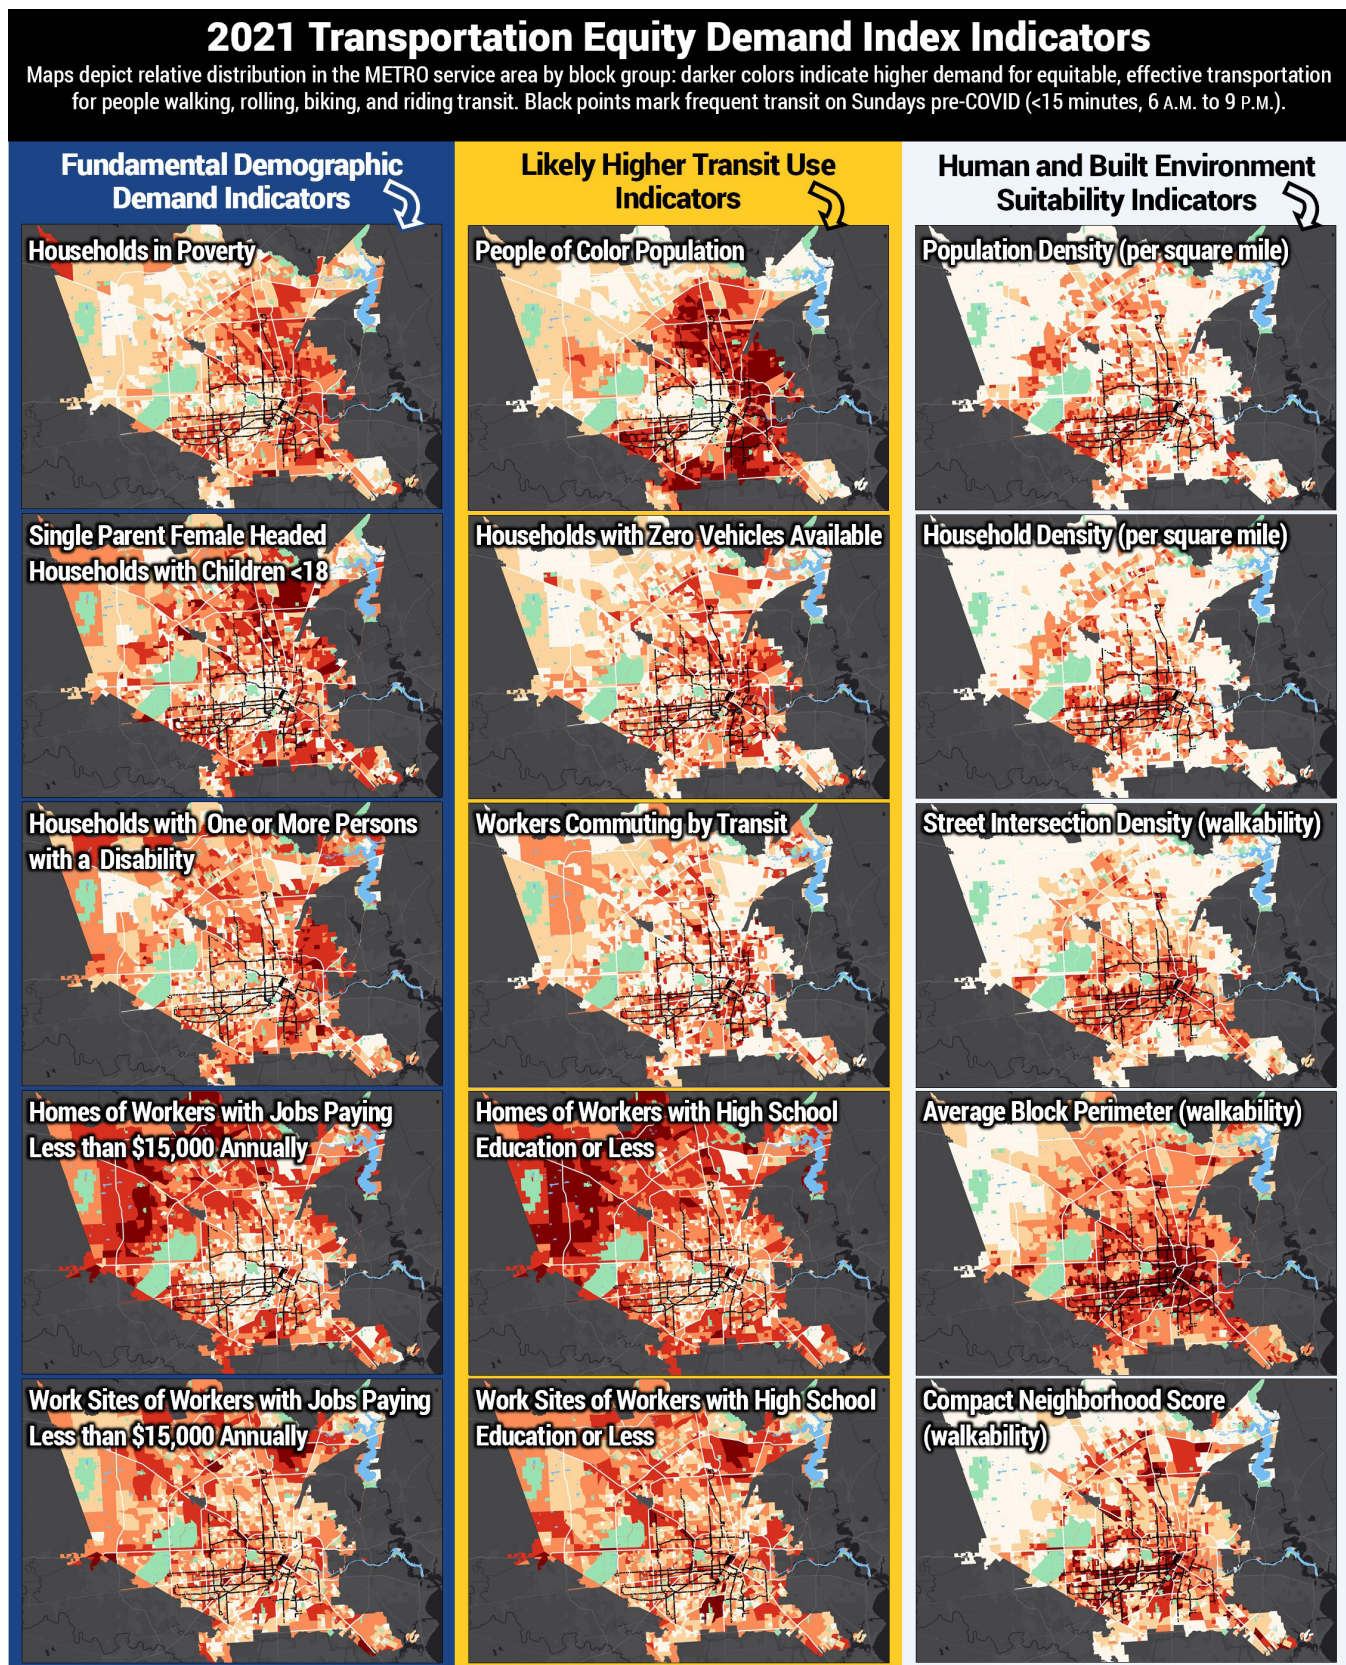 2021 Transportation Equity Demand Index Indicators
Maps depict relative distribution in the METRO service area by block group: darker colors indicate higher demand for equitable, effective transportation
for people walking, rolling, biking, and riding transit. Black points mark frequent transit on Sundays pre-COVID (<15 minutes, 6 A.M. to 9 P.M.).
Fundamental Demographic
Demand Indicators
Households in Poverty
Single Parent Female Headed
Households with Children <18
Households with One or More Persons
with a Disability
Homes of Workers with Jobs Paying
Less than $15,000 Annually
Work Sites of Workers with Jobs Paying
Less than $15,000 Annually
Likely Higher Transit Use
Indicators
People of Color Population
Households with Zero Vehicles Available
Workers Commuting by Transit
Homes of Workers with High School
Education or Less
Work Sites of Workers with High School
Education or Less
Human and Built Environment
Suitability Indicators
Population Density (per square mile)
Household Density (per square mile)
Street Intersection Density (walkability)
Average Block Perimeter (walkability)
Compact Neighborhood Score
(walkability)